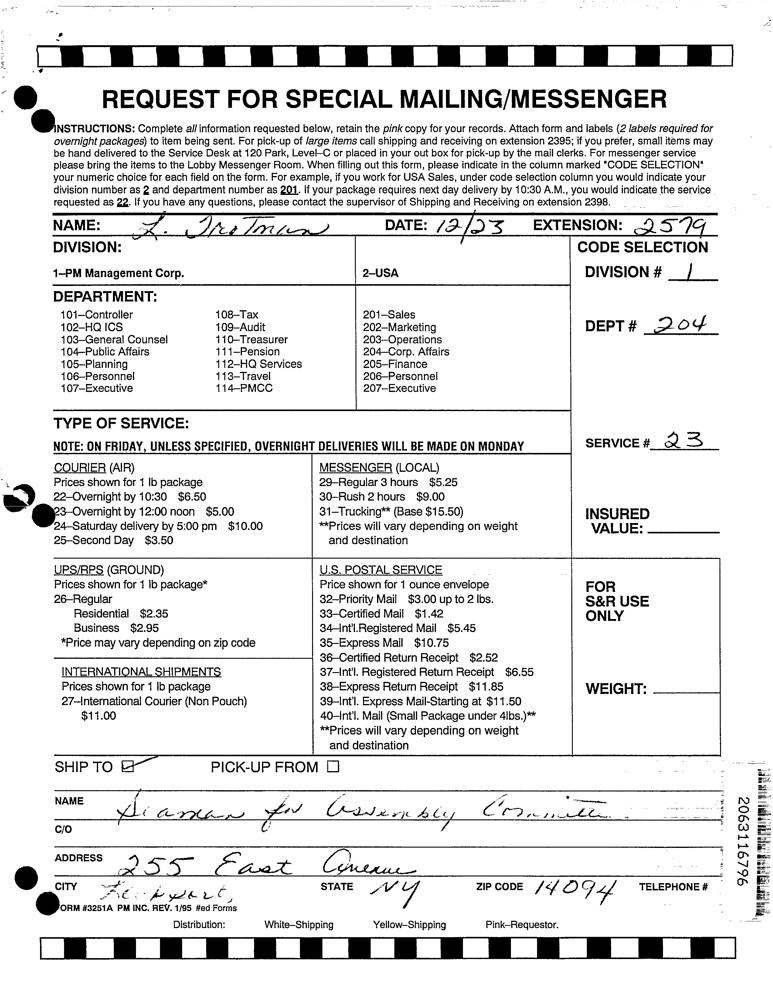 REQUEST FOR SPECIAL MAILING/MESSENGER
INSTRUCTIONS: Complete all information requested below, retain the pink copy for your records. Attach form and labels (2 labels required for
overnight packages) to item being sent. For pick-up of large items call shipping and receiving on extension 2395; if you prefer, small items may
be hand delivered to the Service Desk at 120 Park, Level–C or placed in your out box for pick-up by the mail clerks. For messenger service
please bring the items to the Lobby Messenger Room. When filling out this form, please indicate in the column marked "CODE SELECTION"
your numeric choice for each field on the form. For example, if you work for USA Sales, under code selection column you would indicate your
division number as 2 and department number as 201. If your package requires next day delivery by 10:30 A.M., you would indicate the service
requested as 22. If you have any questions, please contact the supervisor of Shipping and Receiving on extension 2398.
NAME: L. Trotman DATE: 12/23 EXTENSION: 2579
DIVISION: CODE SELECTION
1–PM Management Corp. 2–USA DIVISION # 1
DEPARTMENT:
101–Controller 108–Tax 201–Sales
102–HQ ICS 109–Audit 202–Marketing DEPT # 204
103–General Counsel 110–Treasurer 203–Operations
104–Public Affairs 111–Pension 204–Corp. Affairs
105–Planning 112–HQ Services 205–Finance
106–Personnel 113–Travel 206–Personnel
107–Executive 114–PMCC 207–Executive
TYPE OF SERVICE:
NOTE: ON FRIDAY, UNLESS SPECIFIED, OVERNIGHT DELIVERIES WILL BE MADE ON MONDAY SERVICE # 23
COURIER (AIR) MESSENGER (LOCAL)
Prices shown for 1 lb package 29–Regular 3 hours $5.25
22–Overnight by 10:30 $6.50 30–Rush 2 hours $9.00
23–Overnight by 12:00 noon $5.00 31–Trucking** (Base $15.50) INSURED
24–Saturday delivery by 5:00 pm $10.00 **Prices will vary depending on weight VALUE:
25–Second Day $3.50 and destination
UPS/RPS (GROUND) U.S. POSTAL SERVICE
Prices shown for 1 lb package* Price shown for 1 ounce envelope FOR
26–Regular 32–Priority Mail $3.00 up to 2 lbs. S&R USE
Residential $2.35 33–Certified Mail $1.42 ONLY
Business $2.95 34–Int'l.Registered Mail $5.45
*Price may vary depending on zip code 35–Express Mail $10.75
36–Certified Return Receipt $2.52
INTERNATIONAL SHIPMENTS 37–Int'l. Registered Return Receipt $6.55
Prices shown for 1 lb package 38–Express Return Receipt $11.85 WEIGHT:
27–International Courier (Non Pouch) 39–Int'l. Express Mail-Starting at $11.50
$11.00 40–Int'l. Mail (Small Package under 4lbs.)**
**Prices will vary depending on weight
and destination
SHIP TO PICK-UP FROM
NAME Seaman for Assembly Committee
C/O
ADDRESS 255 East Avenue
CITY Lockport, STATE NY ZIP CODE 14094 TELEPHONE #
FORM #3251A PM INC. REV. 1/95 #ed Forms
Distribution: White–Shipping Yellow–Shipping Pink–Requestor.
2063116796